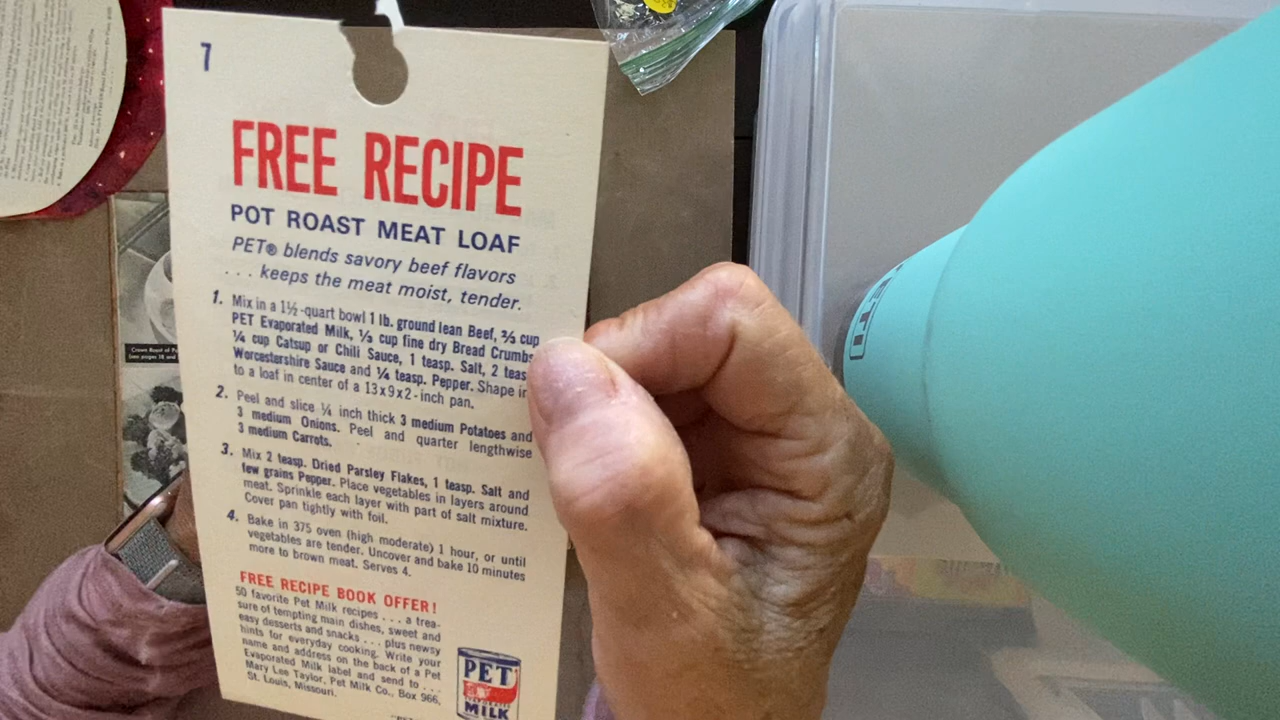 7
FREE RECIPE
POT ROAST MEAT LOAF
PET® blends savory beef flavors
. . . keeps the meat moist, tender.
1. Mix in a 1½-quart bowl 1 lb. ground lean Beef, ⅔ cup
PET Evaporated Milk, ⅓ cup fine dry Bread Crumbs
¼ cup Catsup or Chili Sauce, 1 teasp. Salt, 2 teas
Worcestershire Sauce and ¼ teasp. Pepper. Shape in
to a loaf in center of a 13x9x2-inch pan.
2. Peel and slice ¼ inch thick 3 medium Potatoes and
3 medium Onions. Peel and quarter lengthwise
3 medium Carrots.
3. Mix 2 teasp. Dried Parsley Flakes, 1 teasp. Salt and
few grains Pepper. Place vegetables in layers around
meat. Sprinkle each layer with part of salt mixture.
Cover pan tightly with foil.
4. Bake in 375 oven (high moderate) 1 hour, or until
vegetables are tender. Uncover and bake 10 minutes
more to brown meat. Serves 4.
FREE RECIPE BOOK OFFER!
50 favorite Pet Milk recipes . . . a trea-
sure of tempting main dishes, sweet and
easy desserts and snacks . . . plus newsy
hints for everyday cooking. Write your
name and address on the back of a Pet
Evaporated Milk label and send to . . .
Mary Lee Taylor, Pet Milk Co., Box 966,
St. Louis, Missouri.
PET
MILK
Crown Roast of
YETI